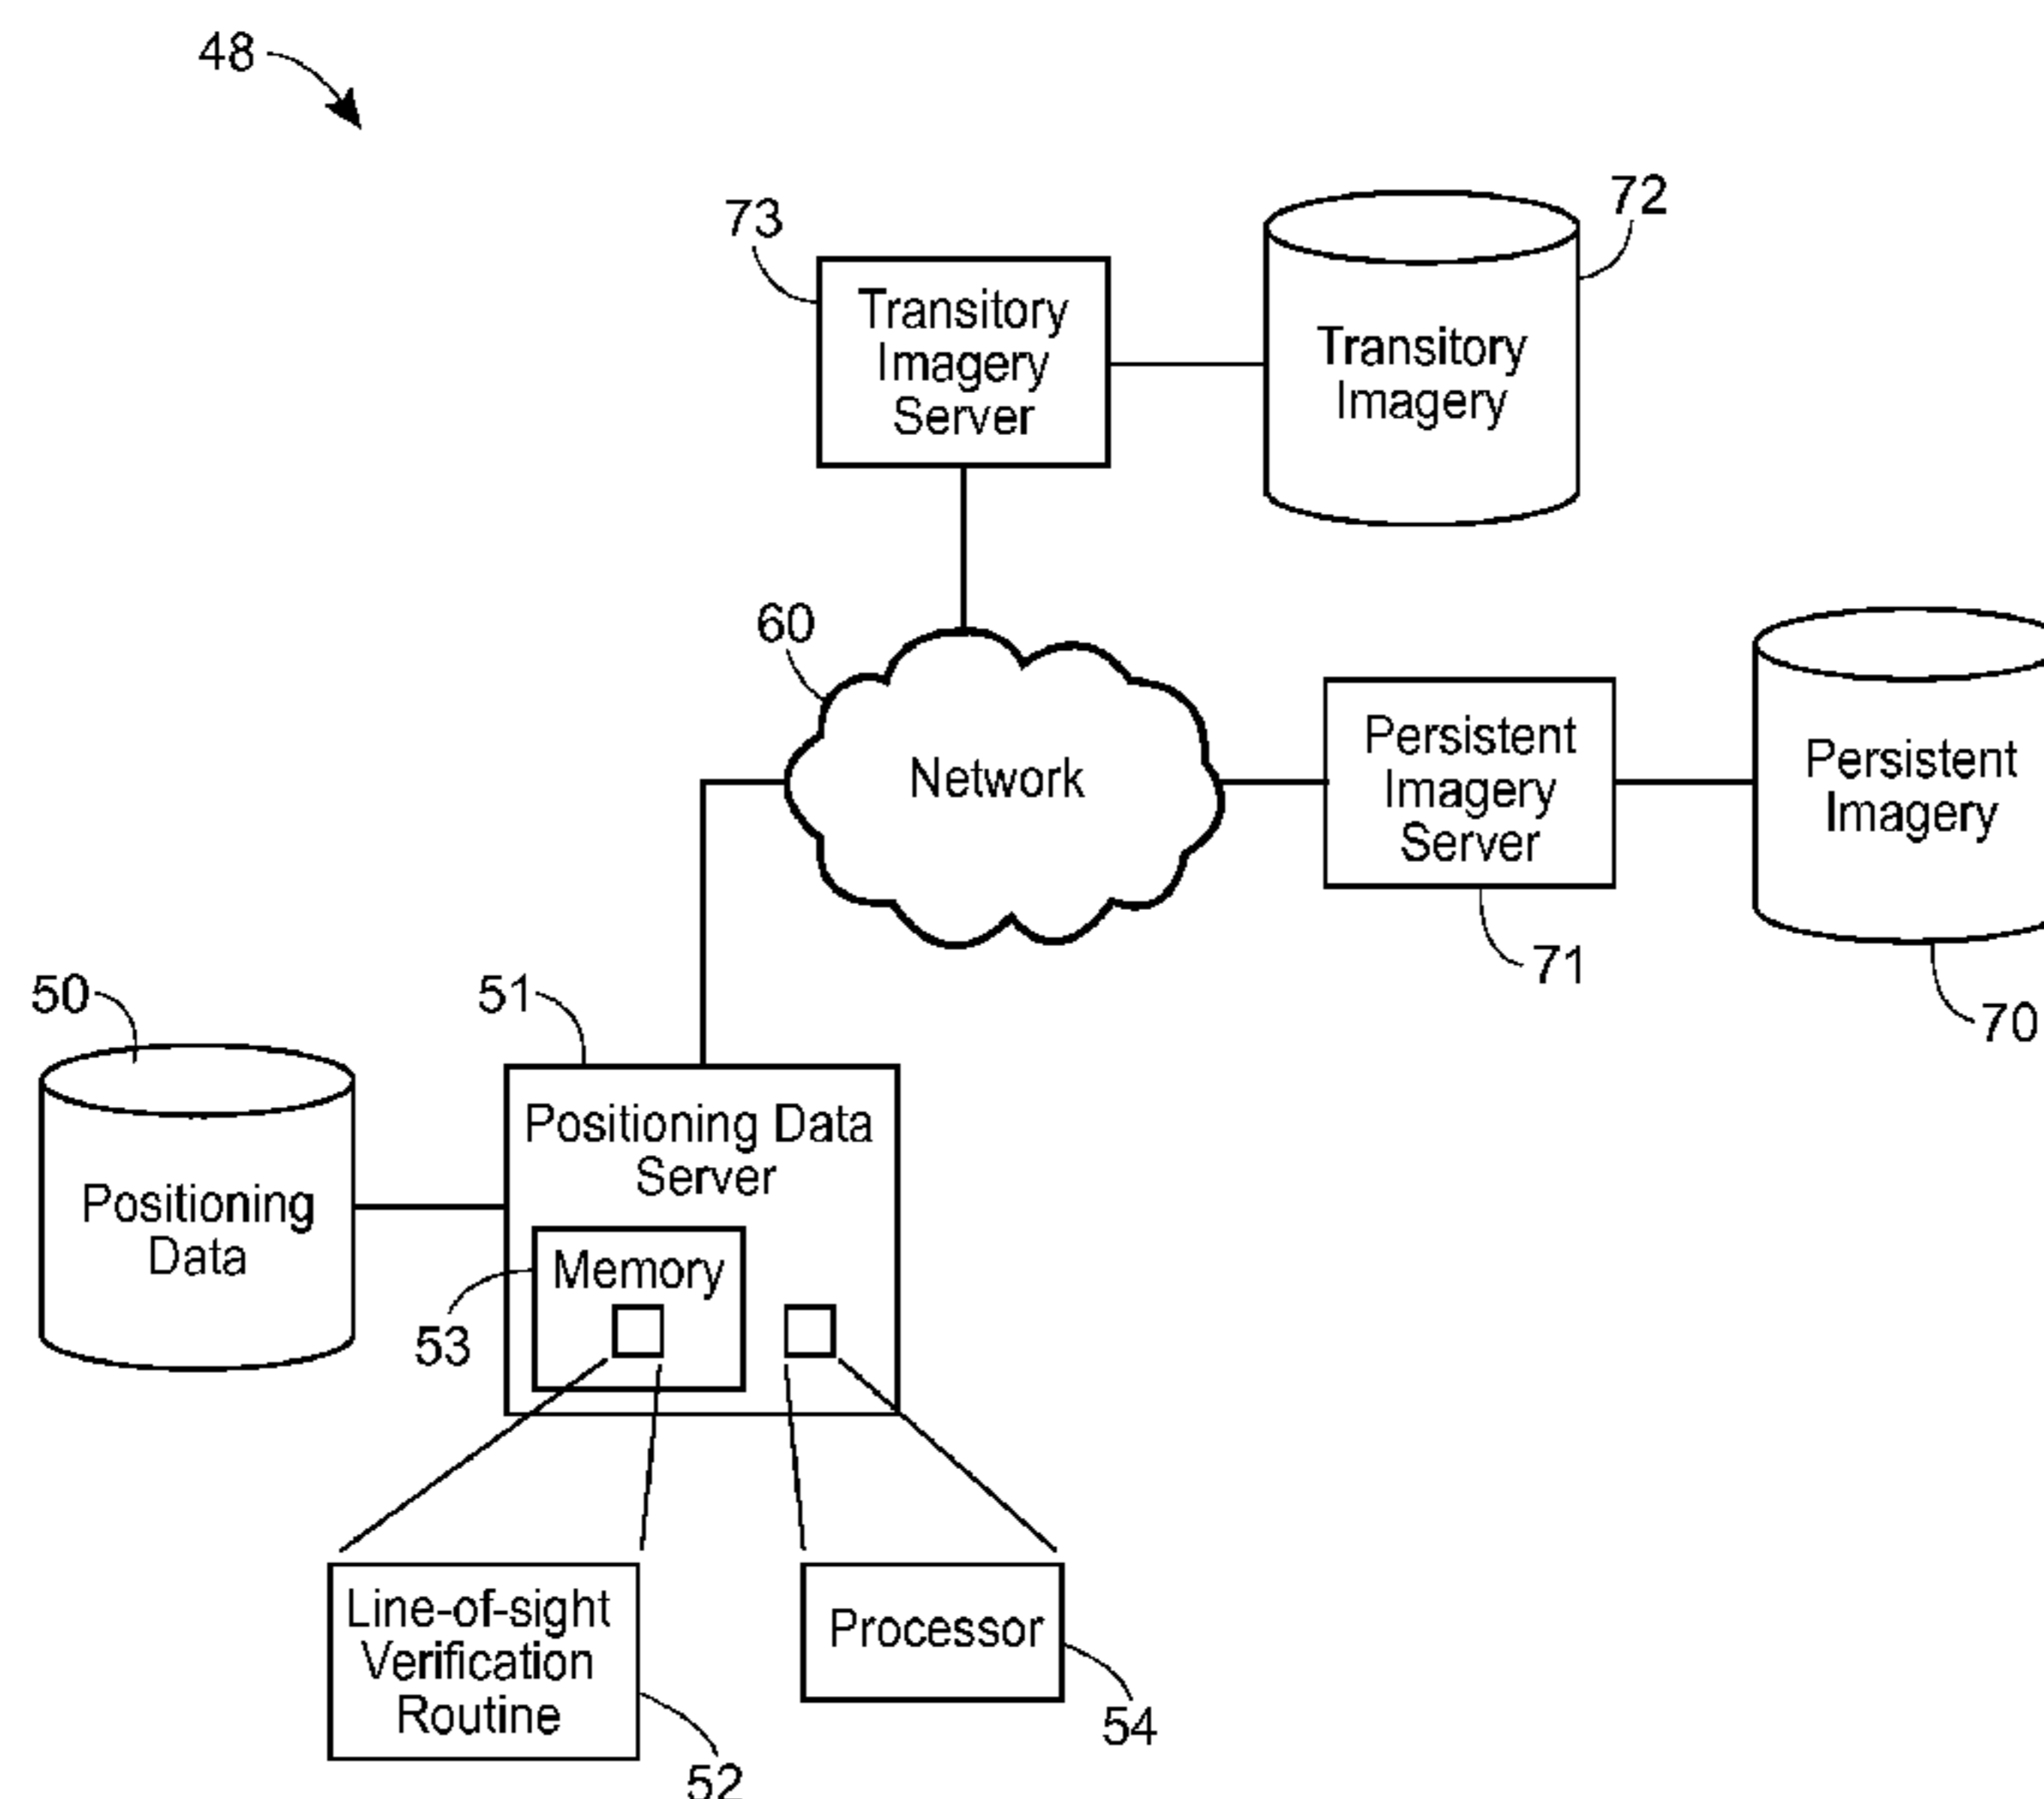 48
73
72
Transitory
Imagery
Server
Transitory
Imagery
60
Network
Persistent
Imagery
Server
Persistent
Imagery
71
70
50
51
Positioning
Data
Positioning Data
Server
Memory
53
Line-of-sight
Verification
Routine
Processor
54
52